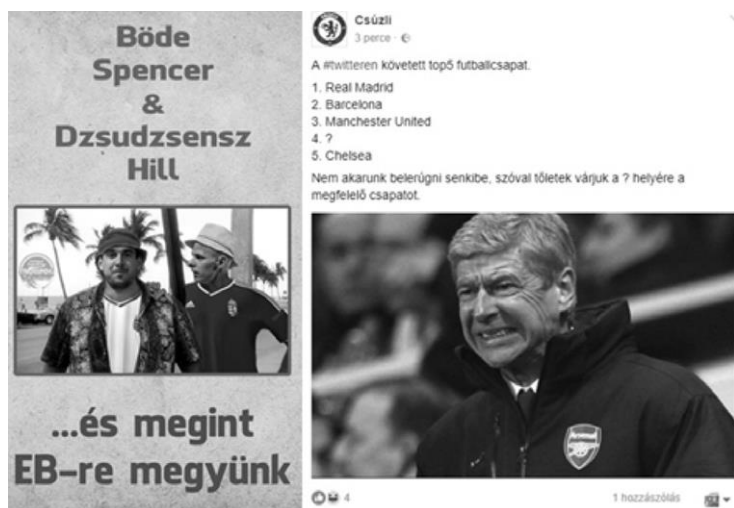 Böde
Spencer
&
Dzsudzsensz
Hill
...és megint
EB-re megyünk
Csúzli
3 perce ·
A #twitteren követett top5 futballcsapat.
1. Real Madrid
2. Barcelona
3. Manchester United
4. ?
5. Chelsea
Nem akarunk belerúgni senkibe, szóval tőletek várjuk a ? helyére a
megfelelő csapatot.
Arsenal
4
1 hozzászólás